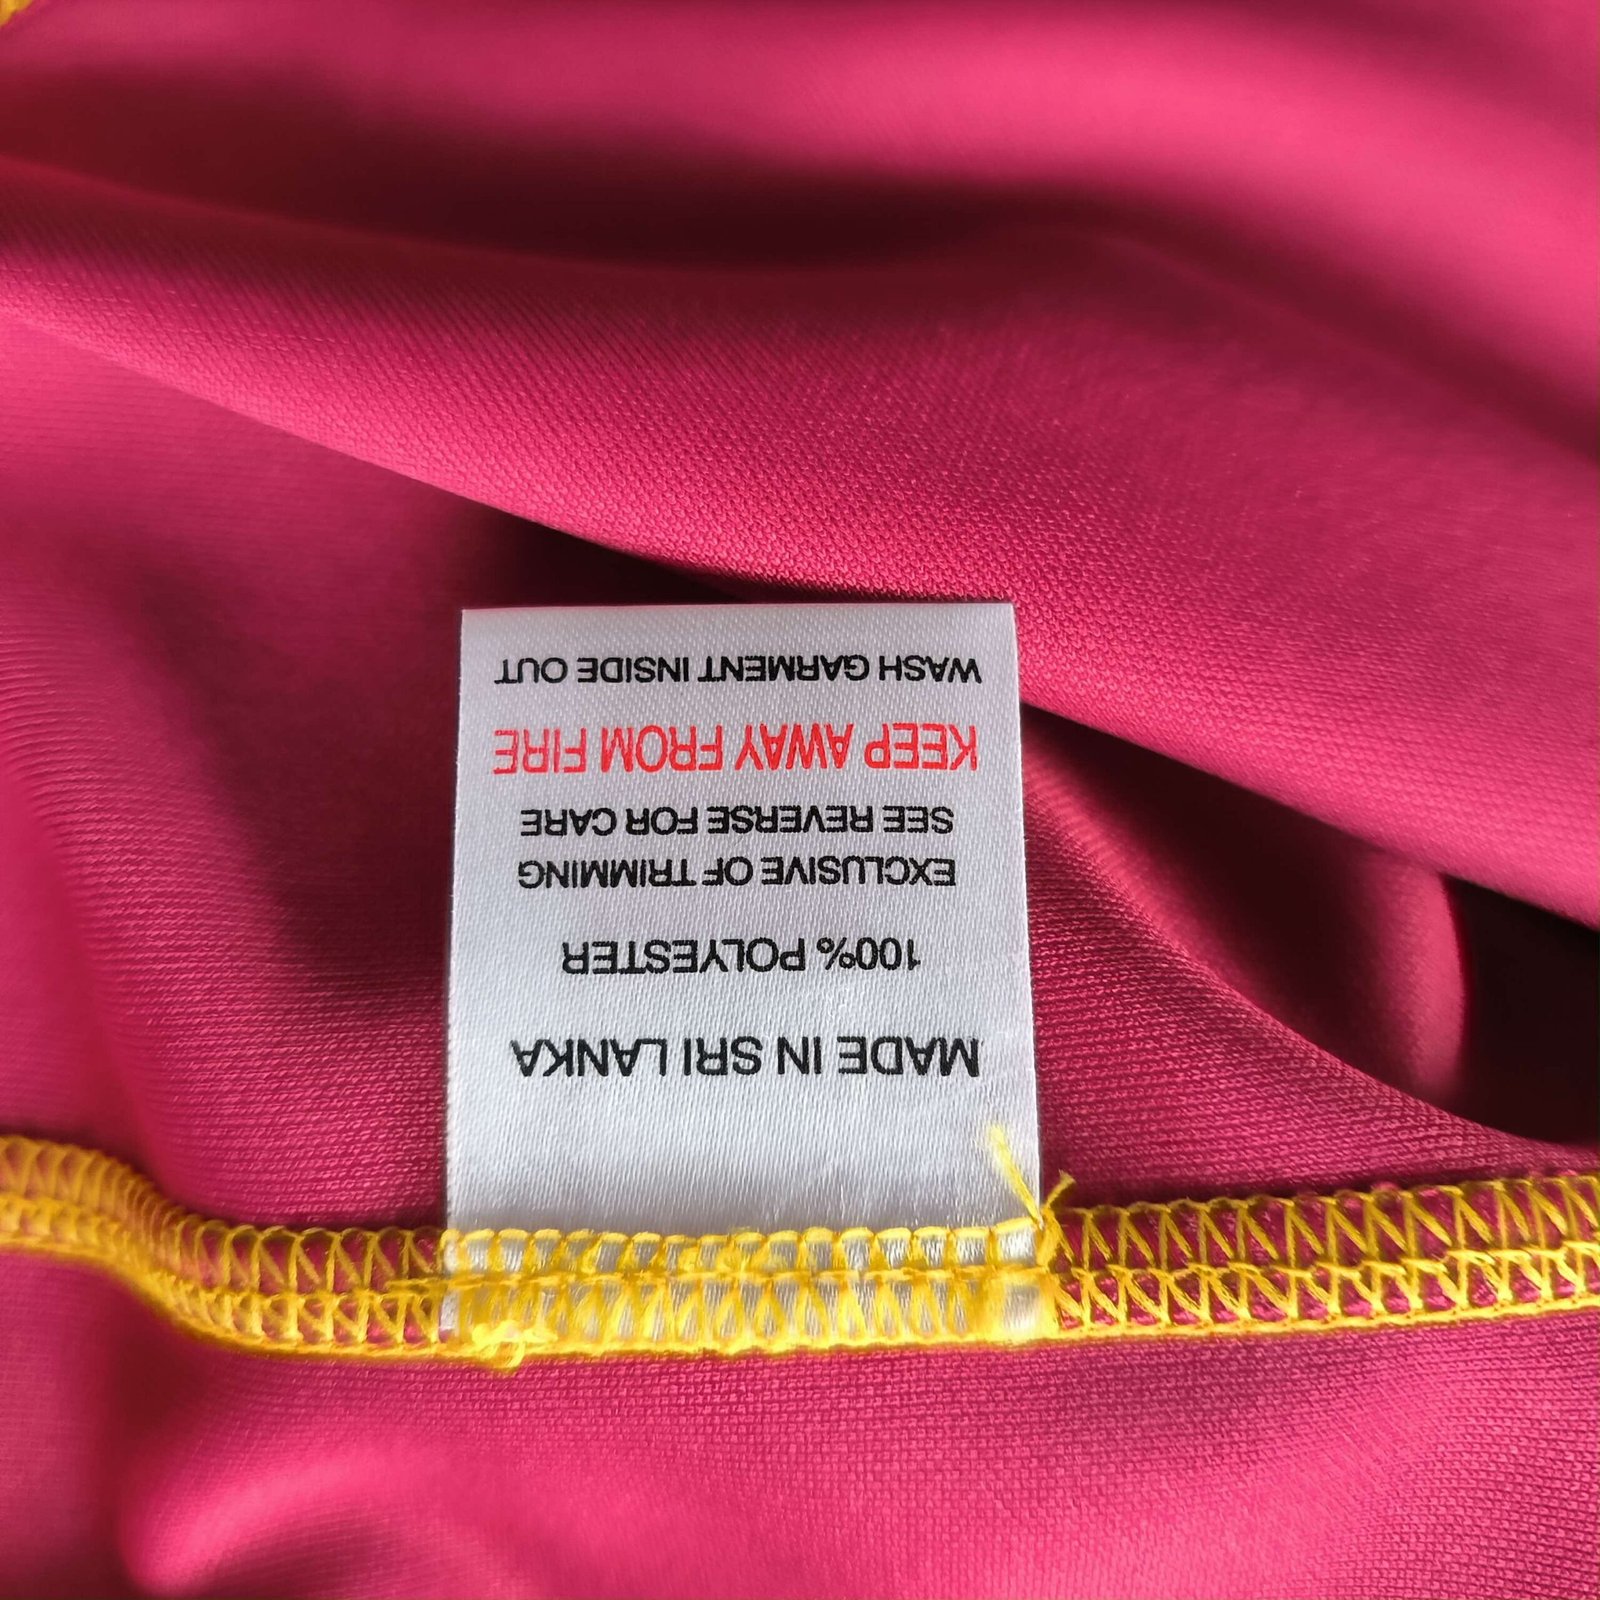 MADE IN SRI LANKA
100% POLYESTER
EXCLUSIVE OF TRIMMING
SEE REVERSE FOR CARE
KEEP AWAY FROM FIRE
WASH GARMENT INSIDE OUT